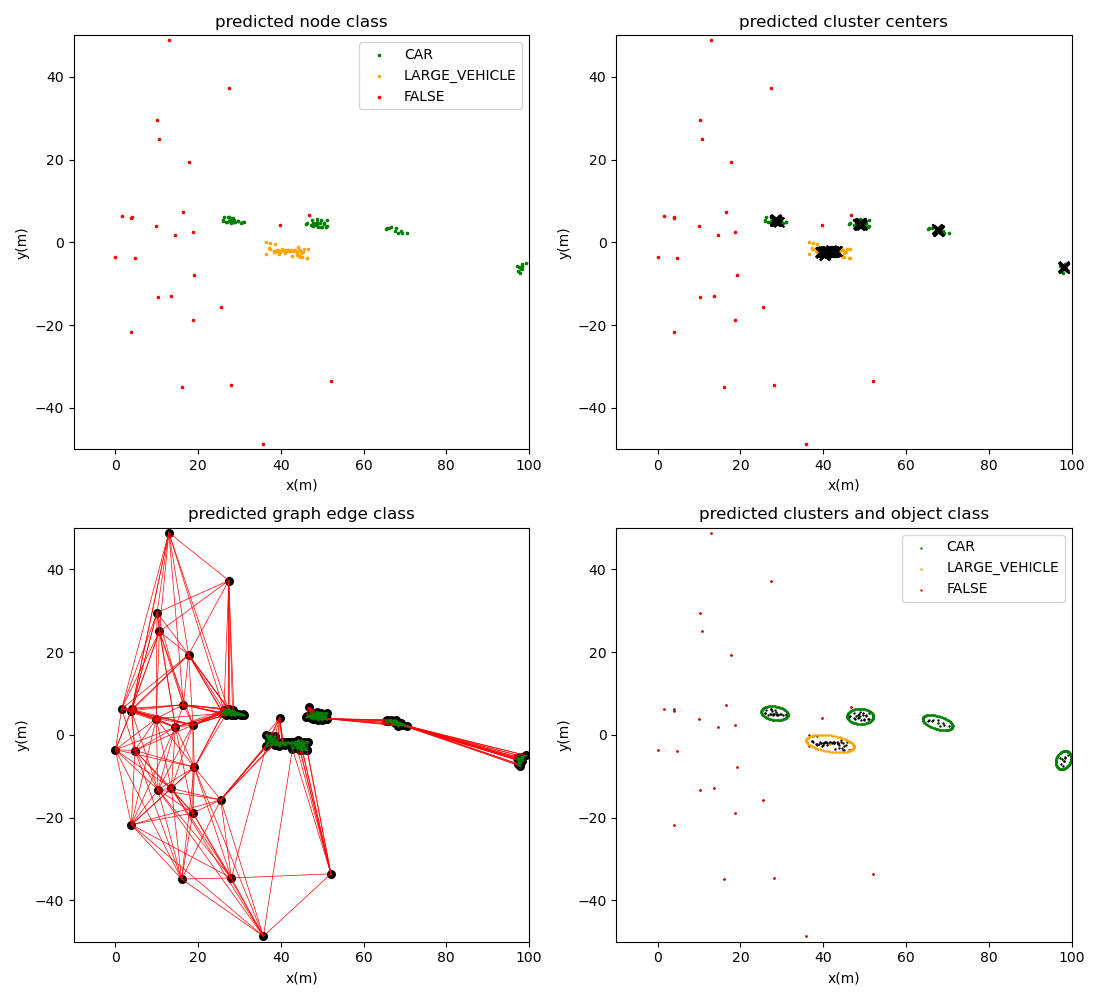 predicted node class
CAR
LARGE_VEHICLE
FALSE
40
20
0
−20
−40
y(m)
0
20
40
60
80
100
x(m)
predicted cluster centers
40
20
0
−20
−40
y(m)
0
20
40
60
80
100
x(m)
predicted graph edge class
40
20
0
−20
−40
y(m)
0
20
40
60
80
100
x(m)
predicted clusters and object class
CAR
LARGE_VEHICLE
FALSE
40
20
0
−20
−40
y(m)
0
20
40
60
80
100
x(m)